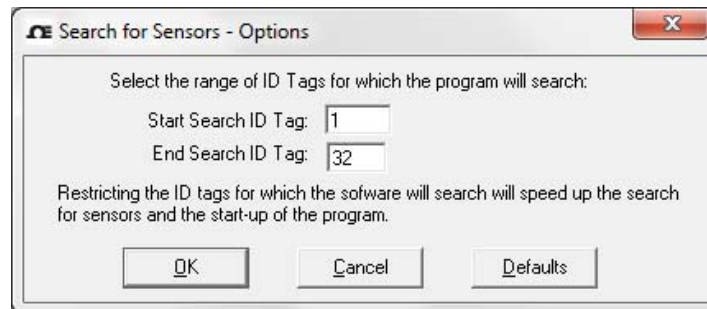 Search for Sensors - Options
Select the range of ID Tags for which the program will search:
Start Search ID Tag: 1
End Search ID Tag: 32
Restricting the ID tags for which the sofware will search will speed up the search
for sensors and the start-up of the program.
OK Cancel Defaults